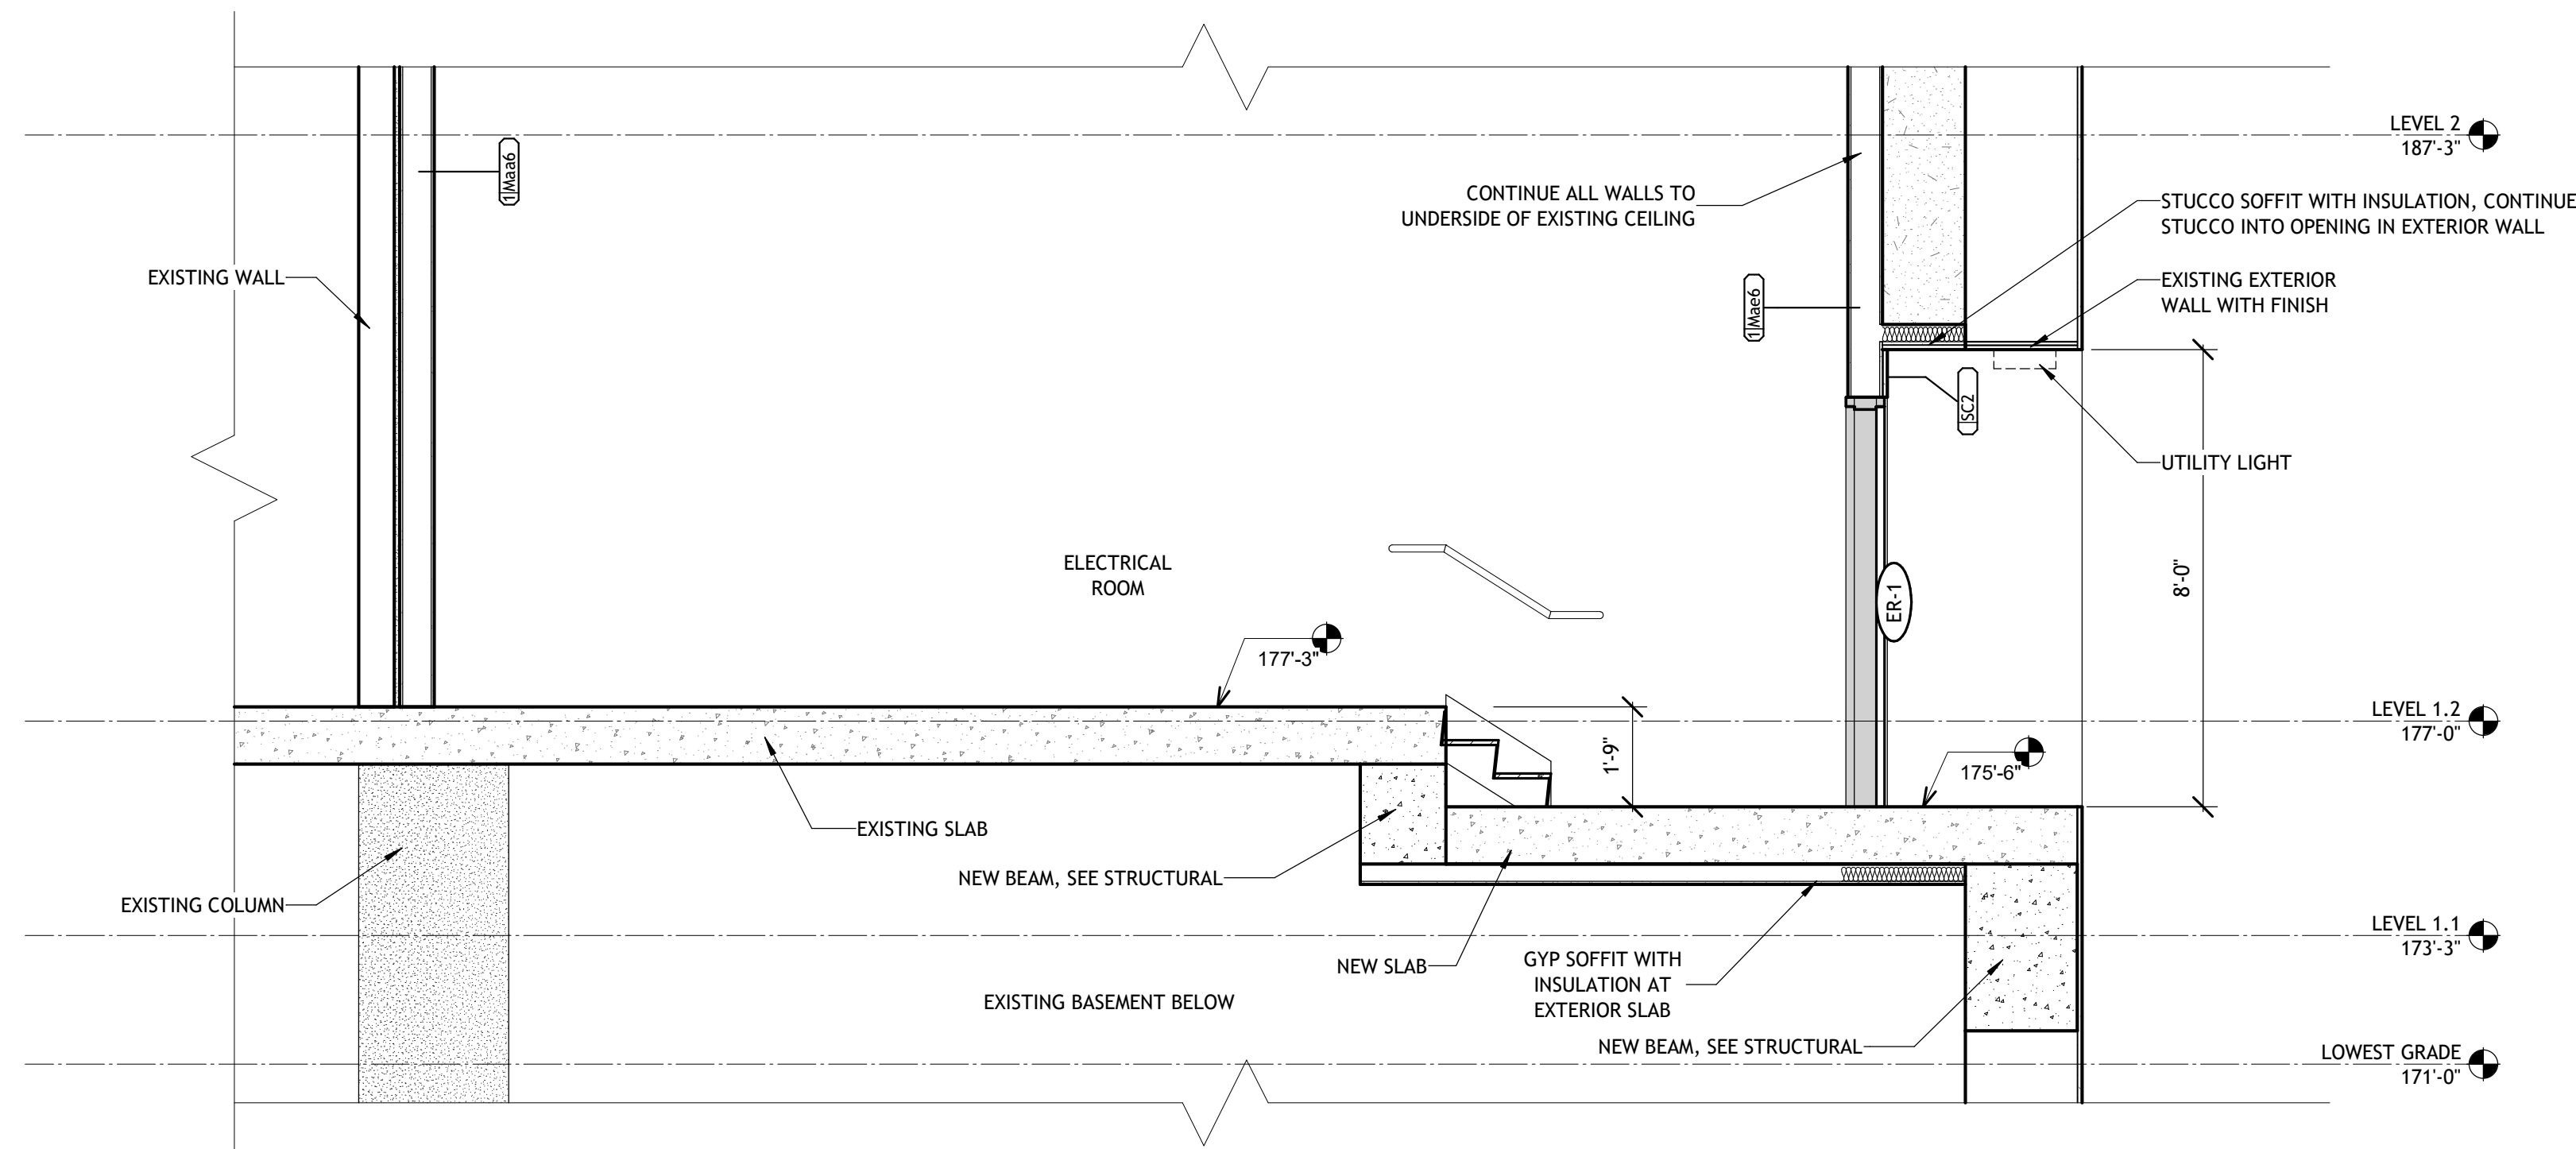 LEVEL 2
187'-3"
1Maa6
CONTINUE ALL WALLS TO
UNDERSIDE OF EXISTING CEILING
STUCCO SOFFIT WITH INSULATION, CONTINUE
STUCCO INTO OPENING IN EXTERIOR WALL
EXISTING WALL
1Mae6
EXISTING EXTERIOR
WALL WITH FINISH
SC2
UTILITY LIGHT
ELECTRICAL
ROOM
ER-1
8'-0"
177'-3"
LEVEL 1.2
177'-0"
1'-9"
175'-6"
EXISTING SLAB
NEW BEAM, SEE STRUCTURAL
EXISTING COLUMN
LEVEL 1.1
173'-3"
NEW SLAB
GYP SOFFIT WITH
INSULATION AT
EXTERIOR SLAB
EXISTING BASEMENT BELOW
NEW BEAM, SEE STRUCTURAL
LOWEST GRADE
171'-0"